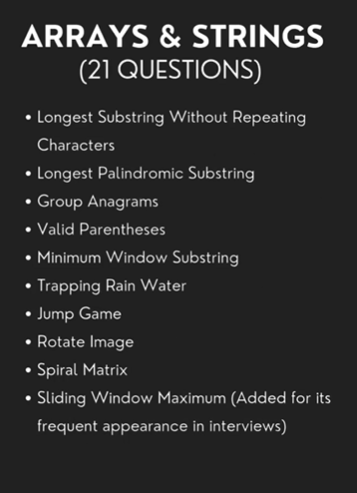 ARRAYS & STRINGS
(21 QUESTIONS)
• Longest Substring Without Repeating
Characters
• Longest Palindromic Substring
• Group Anagrams
• Valid Parentheses
• Minimum Window Substring
• Trapping Rain Water
• Jump Game
• Rotate Image
• Spiral Matrix
• Sliding Window Maximum (Added for its
frequent appearance in interviews)